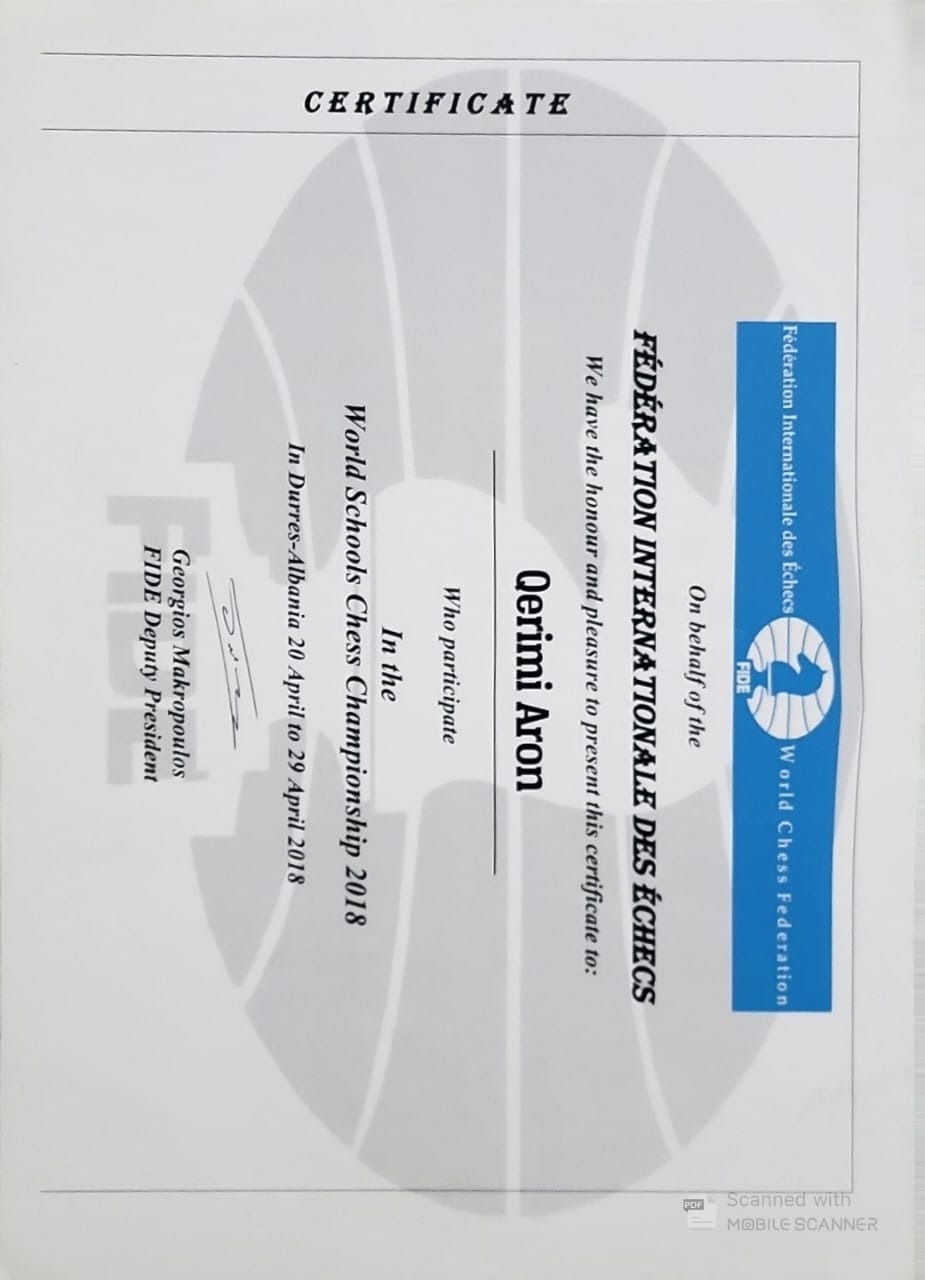 Fédération Internationale des Échecs
World Chess Federation
FIDE
On behalf of the
FÉDÉRATION INTERNATIONALE DES ÉCHECS
We have the honour and pleasure to present this certificate to:
Qerimi Aron
Who participate
In the
World Schools Chess Championship 2018
In Durres-Albania 20 April to 29 April 2018
Georgios Makropoulos
FIDE Deputy President
FIDE
CERTIFICATE
PDF
Scanned with
MOBILE SCANNER